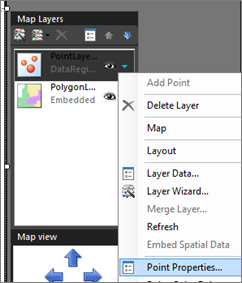 Map Layers
PointLaye...
DataRegi...
PolygonL...
Embedded
Add Point
Delete Layer
Map
Layout
Layer Data...
Layer Wizard...
Merge Layer...
Refresh
Embed Spatial Data
Point Properties...
Map view